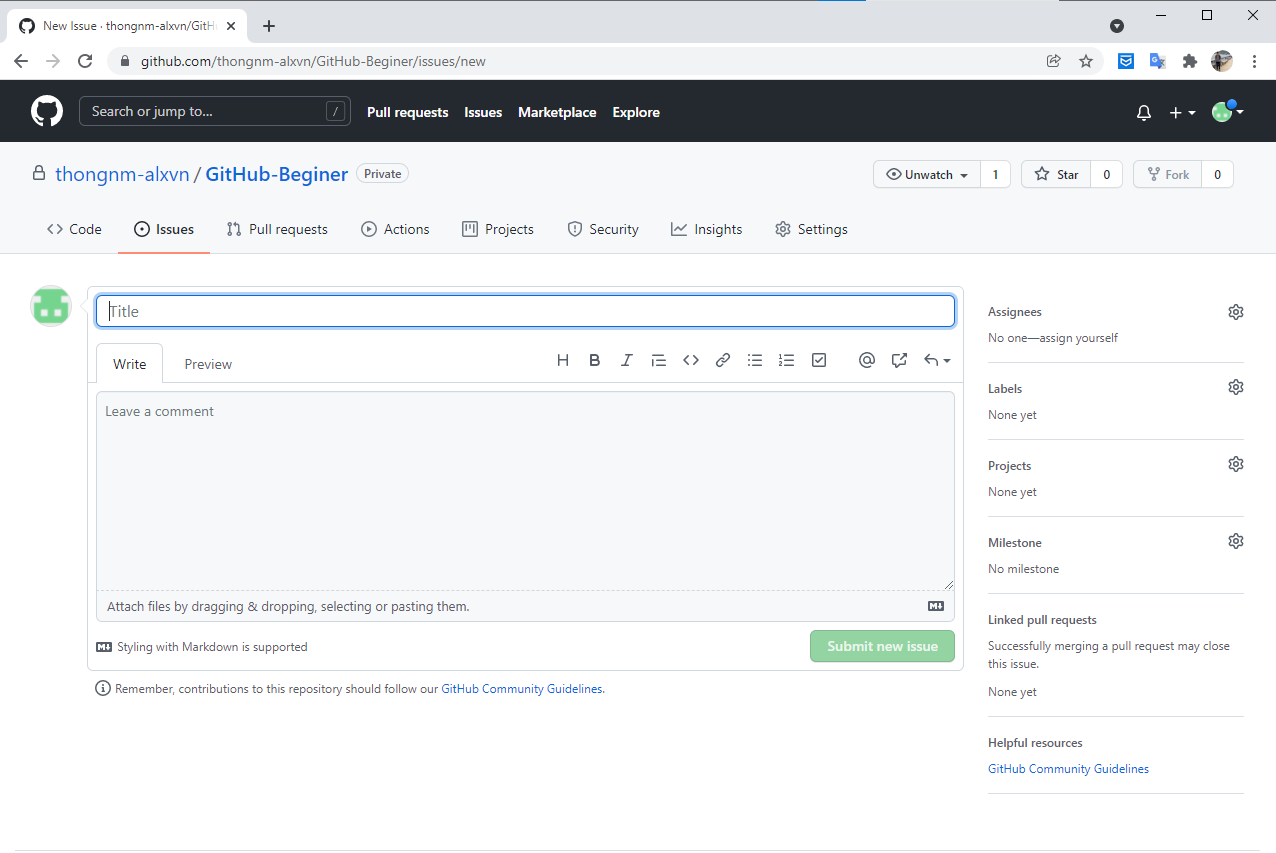 New Issue · thongnm-alxvn/GitH
github.com/thongnm-alxvn/GitHub-Beginer/issues/new
Search or jump to... / Pull requests Issues Marketplace Explore
thongnm-alxvn / GitHub-Beginer Private Unwatch 1 Star 0 Fork 0
Code Issues Pull requests Actions Projects Security Insights Settings
Title
Write Preview
Leave a comment
Attach files by dragging & dropping, selecting or pasting them.
Styling with Markdown is supported Submit new issue
Remember, contributions to this repository should follow our GitHub Community Guidelines.
Assignees
No one—assign yourself
Labels
None yet
Projects
None yet
Milestone
No milestone
Linked pull requests
Successfully merging a pull request may close
this issue.
None yet
Helpful resources
GitHub Community Guidelines